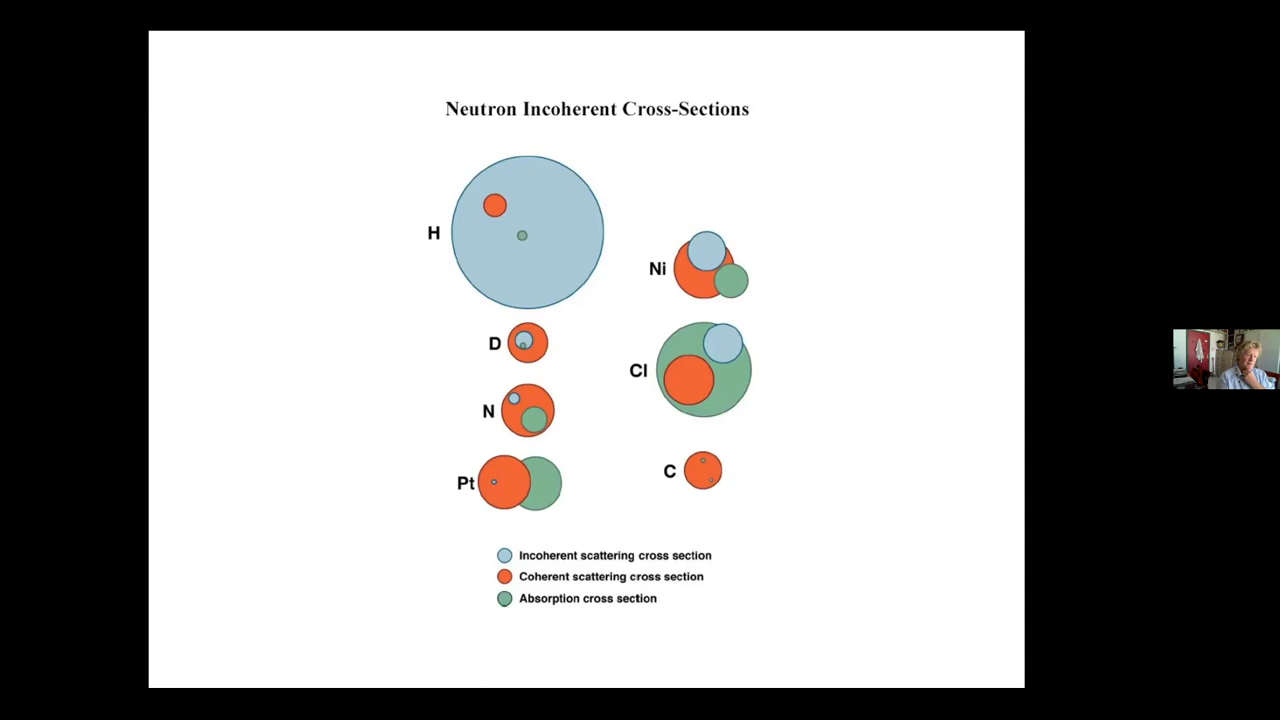 Neutron Incoherent Cross-Sections
H
Ni
D
Cl
N
C
Pt
Incoherent scattering cross section
Coherent scattering cross section
Absorption cross section